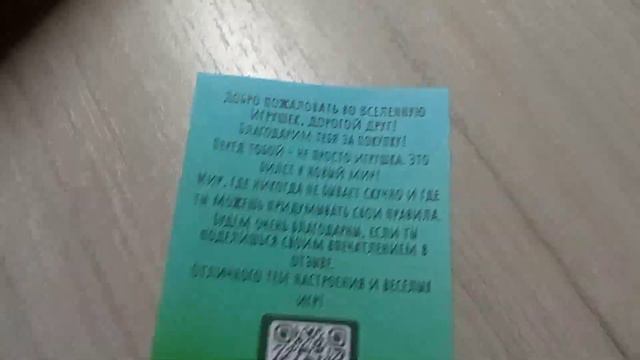 ДОБРО ПОЖАЛОВАТЬ ВО ВСЕЛЕННУЮ
ИГРУШЕК, ДОРОГОЙ ДРУГ!
БЛАГОДАРИМ ТЕБЯ ЗА ПОКУПКУ!
ПЕРЕД ТОБОЙ - НЕ ПРОСТО ИГРУШКА. ЭТО
БИЛЕТ В НОВЫЙ МИР!
МИР, ГДЕ НИКОГДА НЕ БЫВАЕТ СКУЧНО И ГДЕ
ТЫ МОЖЕШЬ ПРИДУМЫВАТЬ СВОИ ПРАВИЛА.
БУДЕМ ОЧЕНЬ БЛАГОДАРНЫ, ЕСЛИ ТЫ
ПОДЕЛИШЬСЯ СВОИМ ВПЕЧАТЛЕНИЕМ В
ОТЗЫВЕ.
ОТЛИЧНОГО ТЕБЕ НАСТРОЕНИЯ И ВЕСЕЛЫХ
ИГР!